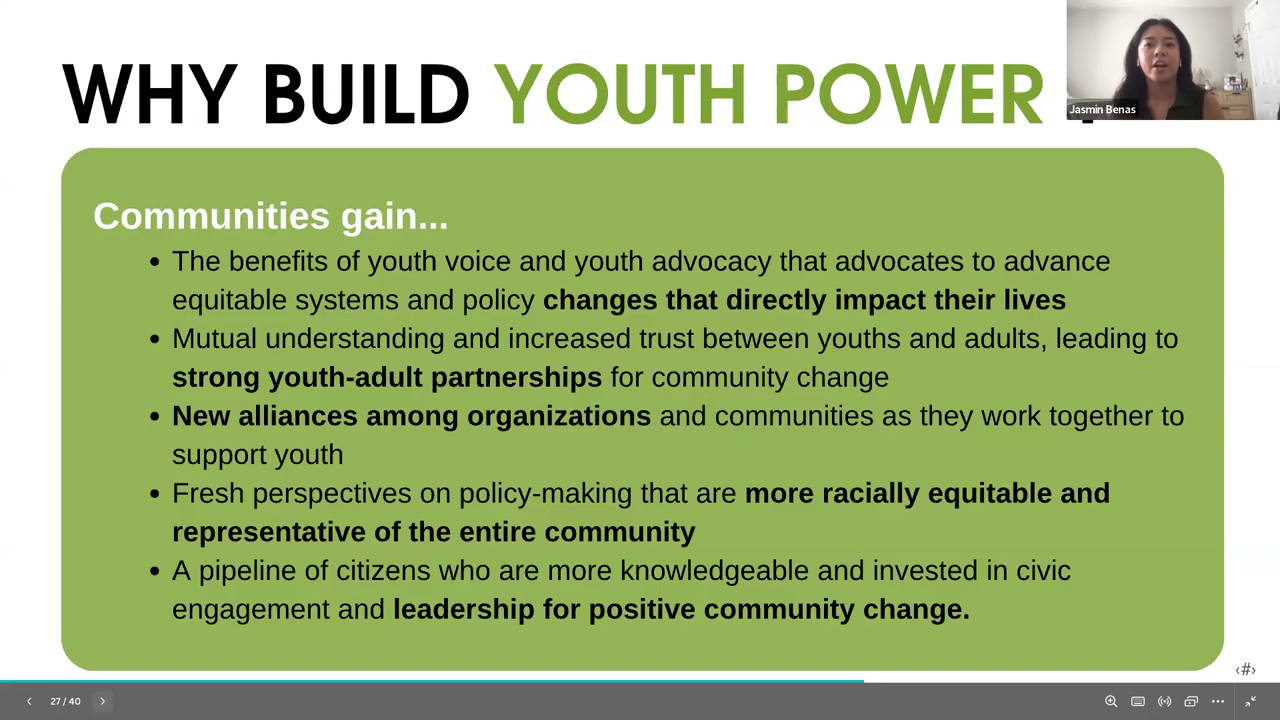 WHY BUILD YOUTH POWER
Jasmin Benas
Communities gain...
• The benefits of youth voice and youth advocacy that advocates to advance
equitable systems and policy changes that directly impact their lives
• Mutual understanding and increased trust between youths and adults, leading to
strong youth-adult partnerships for community change
• New alliances among organizations and communities as they work together to
support youth
• Fresh perspectives on policy-making that are more racially equitable and
representative of the entire community
• A pipeline of citizens who are more knowledgeable and invested in civic
engagement and leadership for positive community change.
‹#›
27 / 40